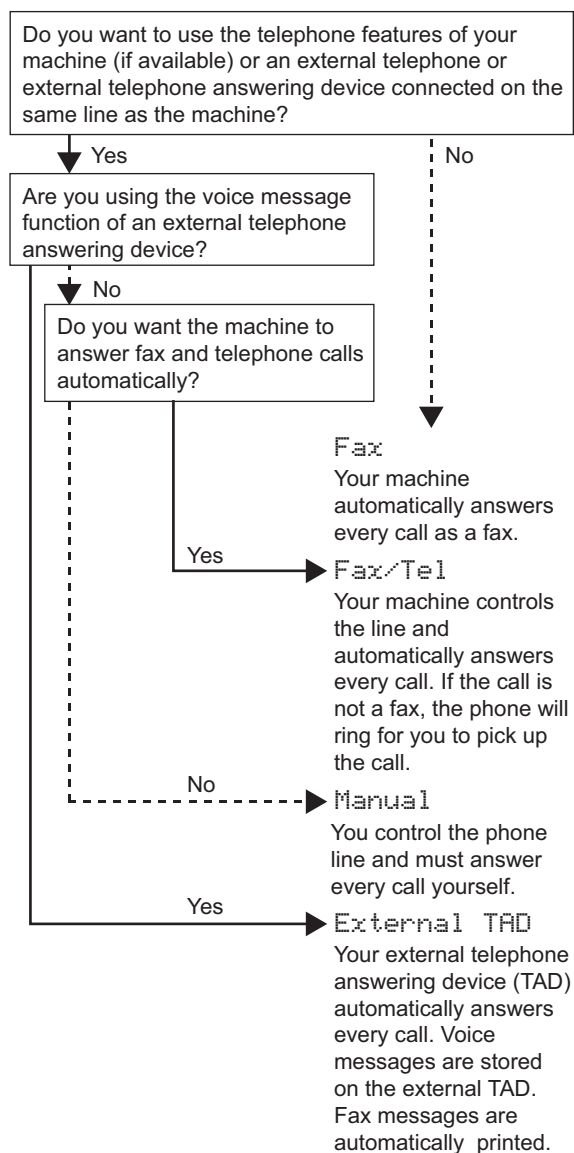 Do you want to use the telephone features of your
machine (if available) or an external telephone or
external telephone answering device connected on the
same line as the machine?
Yes
No
Are you using the voice message
function of an external telephone
answering device?
No
Do you want the machine to
answer fax and telephone calls
automatically?
Fax
Your machine
automatically answers
every call as a fax.
Yes
Fax/Tel
Your machine controls
the line and
automatically answers
every call. If the call is
not a fax, the phone will
ring for you to pick up
the call.
No
Manual
You control the phone
line and must answer
every call yourself.
Yes
External TAD
Your external telephone
answering device (TAD)
automatically answers
every call. Voice
messages are stored
on the external TAD.
Fax messages are
automatically printed.